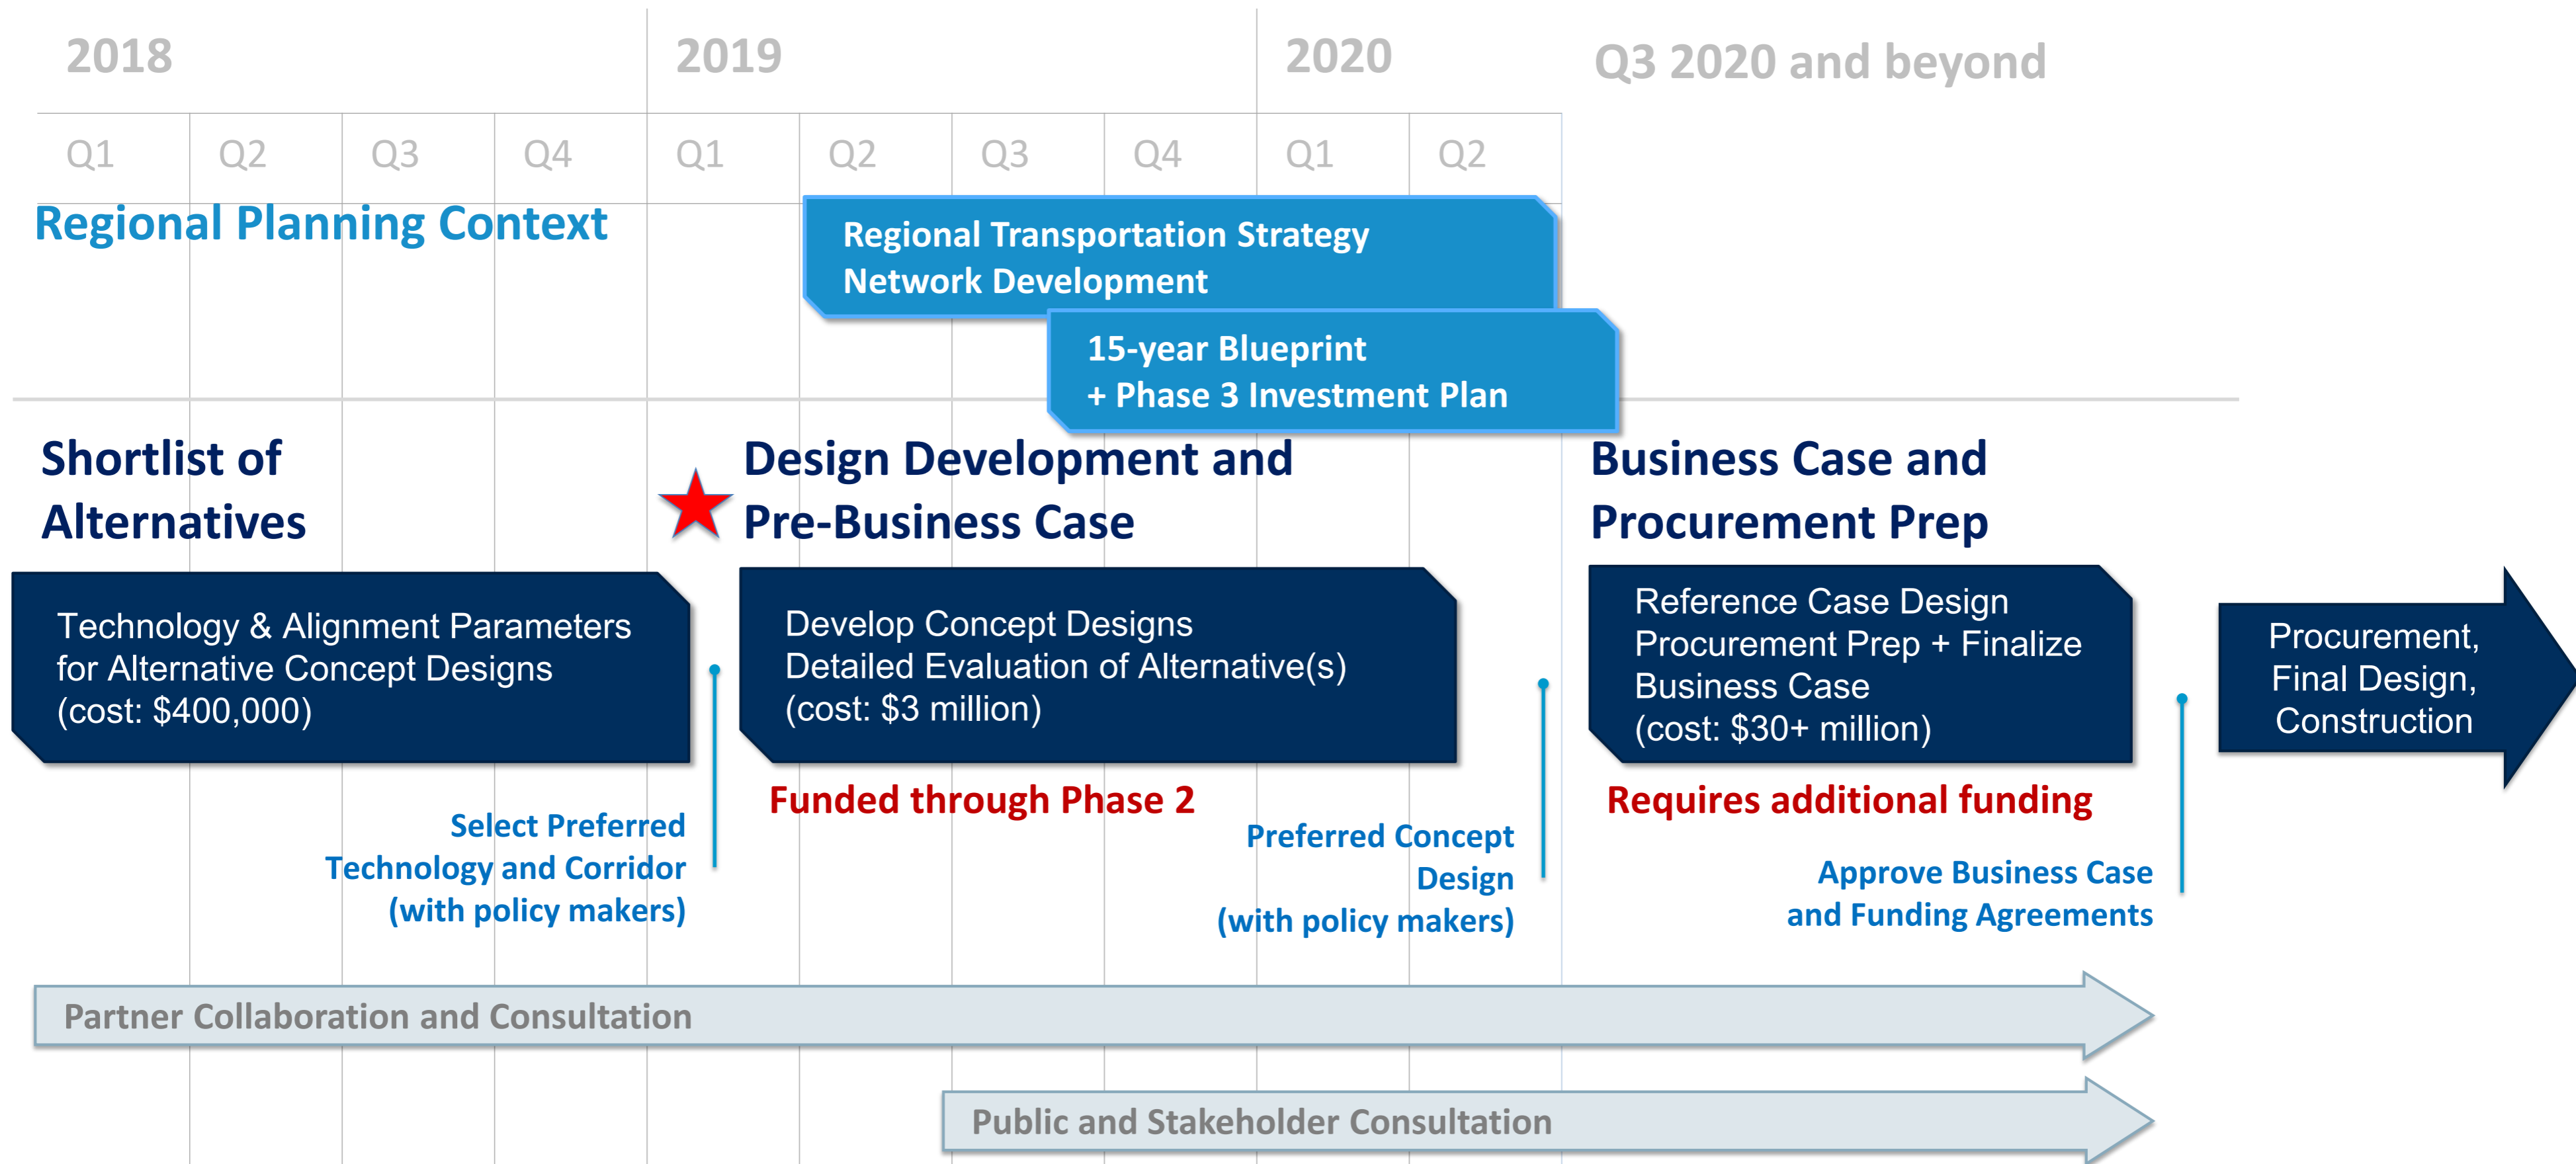 2018
2019
2020
Q3 2020 and beyond
Q1
Q2
Q3
Q4
Q1
Q2
Q3
Q4
Q1
Q2
Regional Planning Context
Regional Transportation Strategy
Network Development
15-year Blueprint
+ Phase 3 Investment Plan
Shortlist of
Alternatives
Design Development and
Pre-Business Case
Business Case and
Procurement Prep
Technology & Alignment Parameters
for Alternative Concept Designs
(cost: $400,000)
Develop Concept Designs
Detailed Evaluation of Alternative(s)
(cost: $3 million)
Reference Case Design
Procurement Prep + Finalize
Business Case
(cost: $30+ million)
Procurement,
Final Design,
Construction
Funded through Phase 2
Requires additional funding
Select Preferred
Technology and Corridor
(with policy makers)
Preferred Concept
Design
(with policy makers)
Approve Business Case
and Funding Agreements
Partner Collaboration and Consultation
Public and Stakeholder Consultation